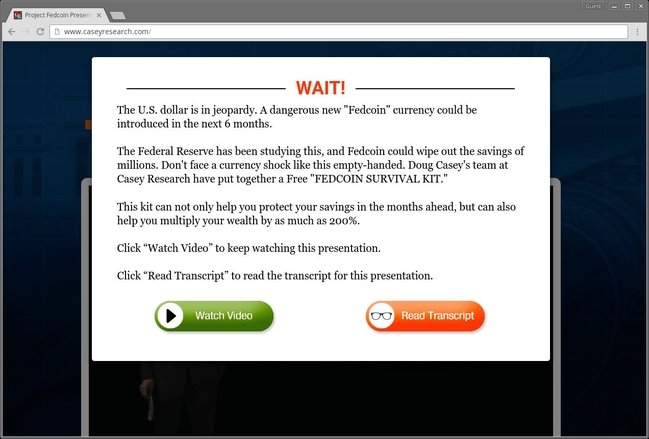 Guest
Project Fedcoin Presen
www.caseyresearch.com/
WAIT!
The U.S. dollar is in jeopardy. A dangerous new "Fedcoin" currency could be
introduced in the next 6 months.
The Federal Reserve has been studying this, and Fedcoin could wipe out the savings of
millions. Don't face a currency shock like this empty-handed. Doug Casey's team at
Casey Research have put together a Free "FEDCOIN SURVIVAL KIT."
This kit can not only help you protect your savings in the months ahead, but can also
help you multiply your wealth by as much as 200%.
Click “Watch Video” to keep watching this presentation.
Click “Read Transcript” to read the transcript for this presentation.
Watch Video
Read Transcript